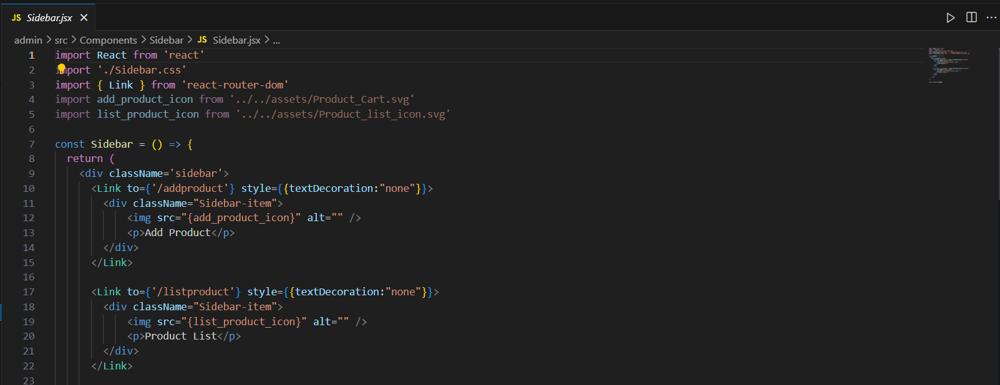 JS Sidebar.jsx
admin > src > Components > Sidebar > JS Sidebar.jsx > ...
1 import React from 'react'
2 import './Sidebar.css'
3 import { Link } from 'react-router-dom'
4 import add_product_icon from '../../assets/Product_Cart.svg'
5 import list_product_icon from '../../assets/Product_list_icon.svg'
6
7 const Sidebar = () => {
8 return (
9 <div className='sidebar'>
10 <Link to={'/addproduct'} style={{textDecoration:"none"}}>
11 <div className="Sidebar-item">
12 <img src="{add_product_icon}" alt="" />
13 <p>Add Product</p>
14 </div>
15 </Link>
16
17 <Link to={'/listproduct'} style={{textDecoration:"none"}}>
18 <div className="Sidebar-item">
19 <img src="{list_product_icon}" alt="" />
20 <p>Product List</p>
21 </div>
22 </Link>
23